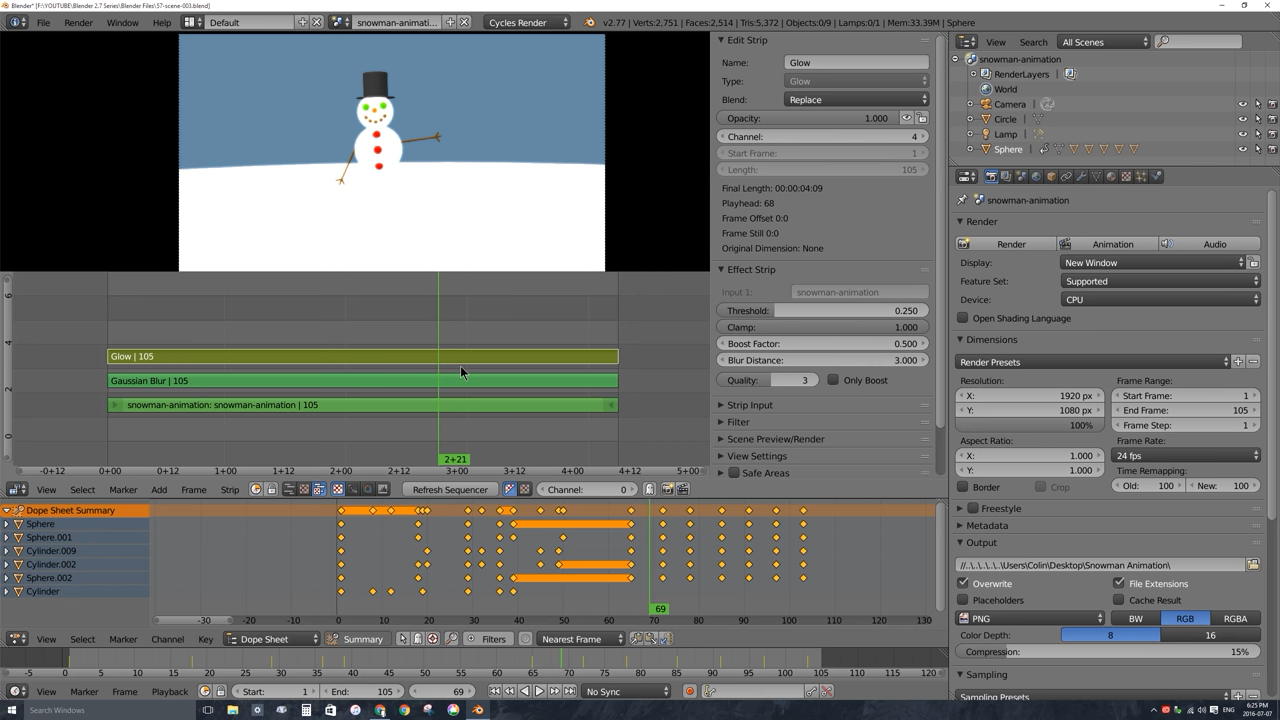 Blender* [F:\YOUTUBE\Blender 2.7 Series\Blender Files\57-scene-003.blend]
File Render Window Help Default snowman-animati... Cycles Render v2.77 | Verts:2,751 | Faces:2,514 | Tris:5,372 | Objects:0/9 | Lamps:0/1 | Mem:33.39M | Sphere
Edit Strip
Name: Glow
Type: Glow
Blend: Replace
Opacity: 1.000
Channel: 4
Start Frame: 1
Length: 105
Final Length: 00:00:04:09
Playhead: 68
Frame Offset 0:0
Frame Still 0:0
Original Dimension: None
Effect Strip
Input 1: snowman-animation
Threshold: 0.250
Clamp: 1.000
Boost Factor: 0.500
Blur Distance: 3.000
Quality: 3 Only Boost
Strip Input
Filter
Scene Preview/Render
View Settings
Safe Areas
View Search All Scenes
snowman-animation
RenderLayers
World
Camera
Circle
Lamp
Sphere
snowman-animation
Render
Render Animation Audio
Display: New Window
Feature Set: Supported
Device: CPU
Open Shading Language
Dimensions
Render Presets
Resolution: Frame Range:
X: 1920 px Start Frame: 1
Y: 1080 px End Frame: 105
100% Frame Step: 1
Aspect Ratio: Frame Rate:
X: 1.000 24 fps
Y: 1.000 Time Remapping:
Border Crop Old: 100 New: 100
Freestyle
Metadata
Output
//..\..\..\..\..\Users\Colin\Desktop\Snowman Animation\
Overwrite File Extensions
Placeholders Cache Result
PNG BW RGB RGBA
Color Depth: 8 16
Compression: 15%
Sampling
Sampling Presets
6
4
2
0
Glow | 105
Gaussian Blur | 105
snowman-animation: snowman-animation | 105
2+21
-0+12 0+00 0+12 1+00 1+12 2+00 2+12 3+00 3+12 4+00 4+12 5+00
View Select Marker Add Frame Strip Refresh Sequencer Channel: 0
Dope Sheet Summary
Sphere
Sphere.001
Cylinder.009
Cylinder.002
Sphere.002
Cylinder
69
-30 -20 -10 0 10 20 30 40 50 60 70 80 90 100 110 120 130
View Select Marker Channel Key Dope Sheet Summary Filters Nearest Frame
-5 0 5 10 15 20 25 30 35 40 45 50 55 60 65 70 75 80 85 90 95 100 105 110 115 120
View Marker Frame Playback Start: 1 End: 105 69 No Sync
Search Windows
ENG
6:25 PM
2016-07-07